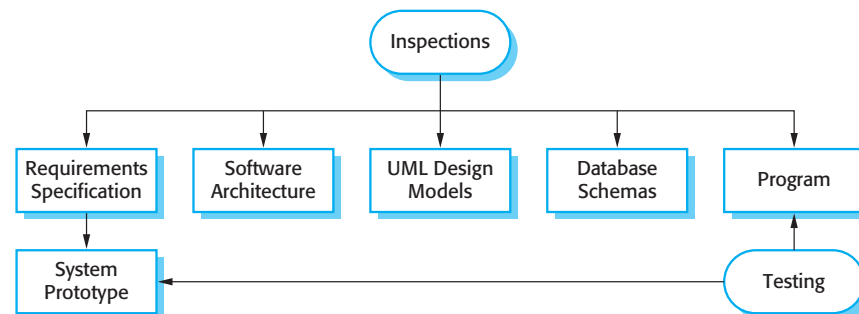 Inspections
Requirements
Specification
Software
Architecture
UML Design
Models
Database
Schemas
Program
System
Prototype
Testing